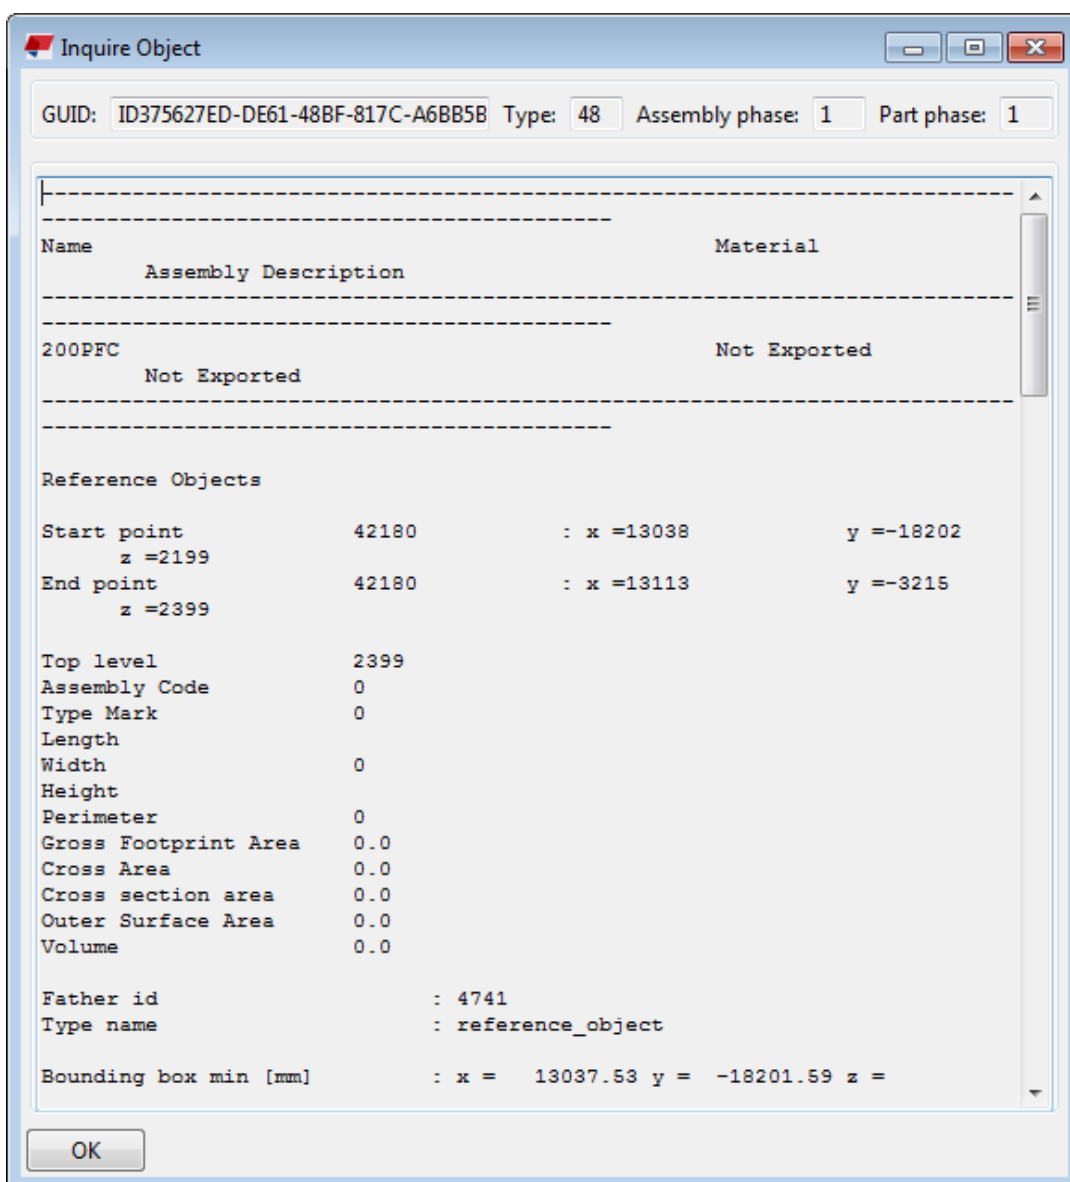 Inquire Object
GUID: ID375627ED-DE61-48BF-817C-A6BB5B Type: 48 Assembly phase: 1 Part phase: 1
---------------------------------------------------------------------------
--------------------------------------------
Name Material
Assembly Description
---------------------------------------------------------------------------
--------------------------------------------
200PFC Not Exported
Not Exported
---------------------------------------------------------------------------
--------------------------------------------
Reference Objects
Start point 42180 : x =13038 y =-18202
z =2199
End point 42180 : x =13113 y =-3215
z =2399
Top level 2399
Assembly Code 0
Type Mark 0
Length
Width 0
Height
Perimeter 0
Gross Footprint Area 0.0
Cross Area 0.0
Cross section area 0.0
Outer Surface Area 0.0
Volume 0.0
Father id : 4741
Type name : reference_object
Bounding box min [mm] : x = 13037.53 y = -18201.59 z =
OK